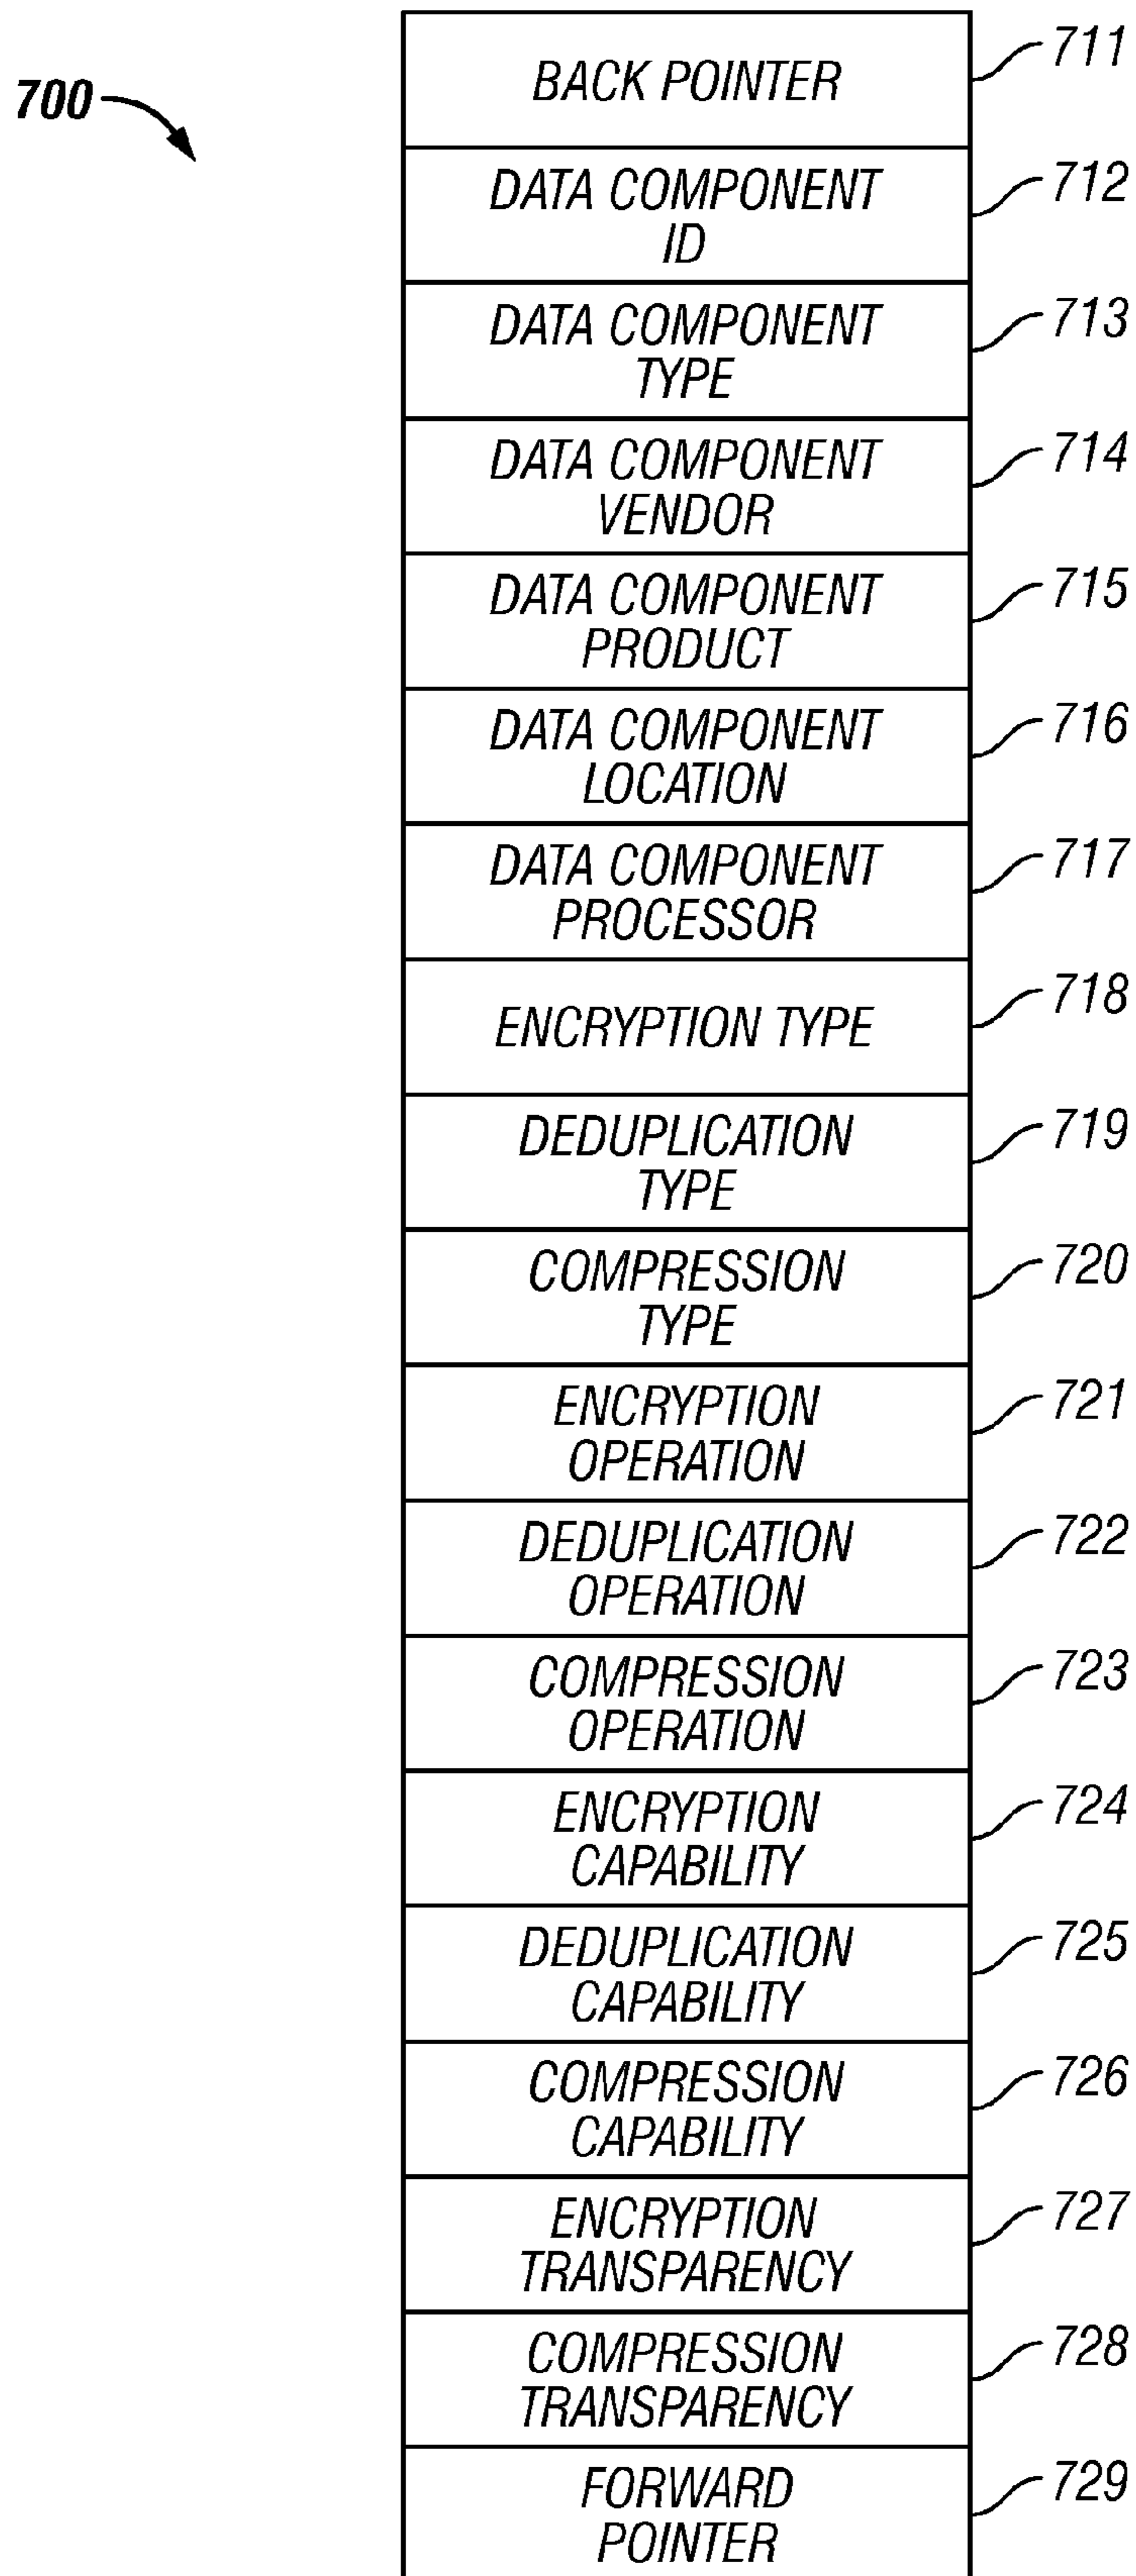 700
BACK POINTER
711
DATA COMPONENT
ID
712
DATA COMPONENT
TYPE
713
DATA COMPONENT
VENDOR
714
DATA COMPONENT
PRODUCT
715
DATA COMPONENT
LOCATION
716
DATA COMPONENT
PROCESSOR
717
ENCRYPTION TYPE
718
DEDUPLICATION
TYPE
719
COMPRESSION
TYPE
720
ENCRYPTION
OPERATION
721
DEDUPLICATION
OPERATION
722
COMPRESSION
OPERATION
723
ENCRYPTION
CAPABILITY
724
DEDUPLICATION
CAPABILITY
725
COMPRESSION
CAPABILITY
726
ENCRYPTION
TRANSPARENCY
727
COMPRESSION
TRANSPARENCY
728
FORWARD
POINTER
729